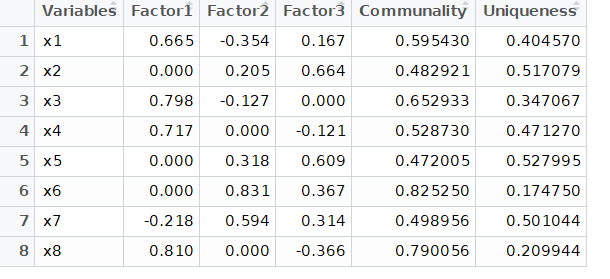 Variables Factor1 Factor2 Factor3 Communality Uniqueness
1 x1 0.665 -0.354 0.167 0.595430 0.404570
2 x2 0.000 0.205 0.664 0.482921 0.517079
3 x3 0.798 -0.127 0.000 0.652933 0.347067
4 x4 0.717 0.000 -0.121 0.528730 0.471270
5 x5 0.000 0.318 0.609 0.472005 0.527995
6 x6 0.000 0.831 0.367 0.825250 0.174750
7 x7 -0.218 0.594 0.314 0.498956 0.501044
8 x8 0.810 0.000 -0.366 0.790056 0.209944